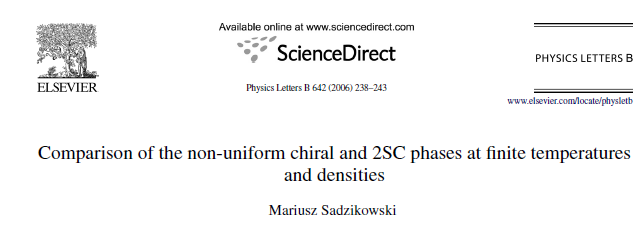 Available online at www.sciencedirect.com
ScienceDirect
ELSEVIER
Physics Letters B 642 (2006) 238–243
PHYSICS LETTERS B
www.elsevier.com/locate/physletb
Comparison of the non-uniform chiral and 2SC phases at finite temperatures
and densities
Mariusz Sadzikowski